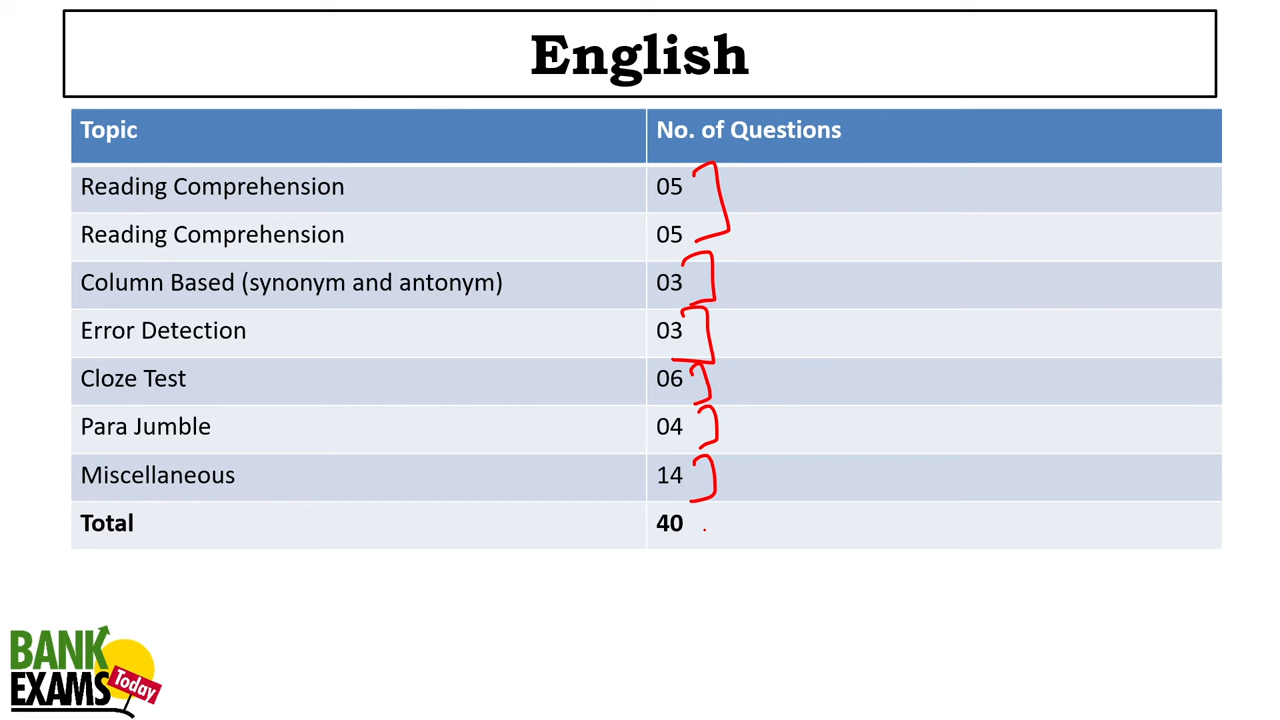 English
Topic No. of Questions
Reading Comprehension 05
Reading Comprehension 05
Column Based (synonym and antonym) 03
Error Detection 03
Cloze Test 06
Para Jumble 04
Miscellaneous 14
Total 40
BANK
EXAMS Today